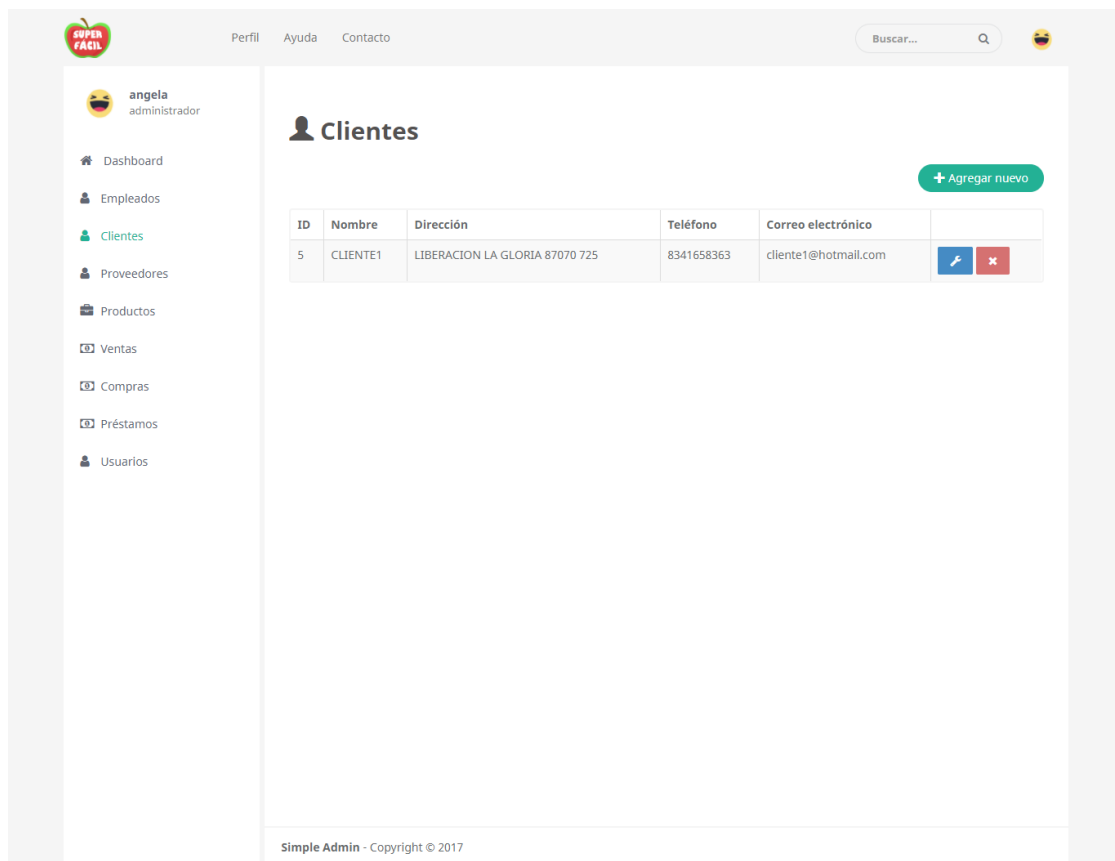 SUPER
FÁCIL
Perfil Ayuda Contacto Buscar...
angela
administrador
Dashboard
Empleados
Clientes
Proveedores
Productos
Ventas
Compras
Préstamos
Usuarios
Clientes
Agregar nuevo
ID Nombre Dirección Teléfono Correo electrónico
5 CLIENTE1 LIBERACION LA GLORIA 87070 725 8341658363 cliente1@hotmail.com
Simple Admin - Copyright © 2017